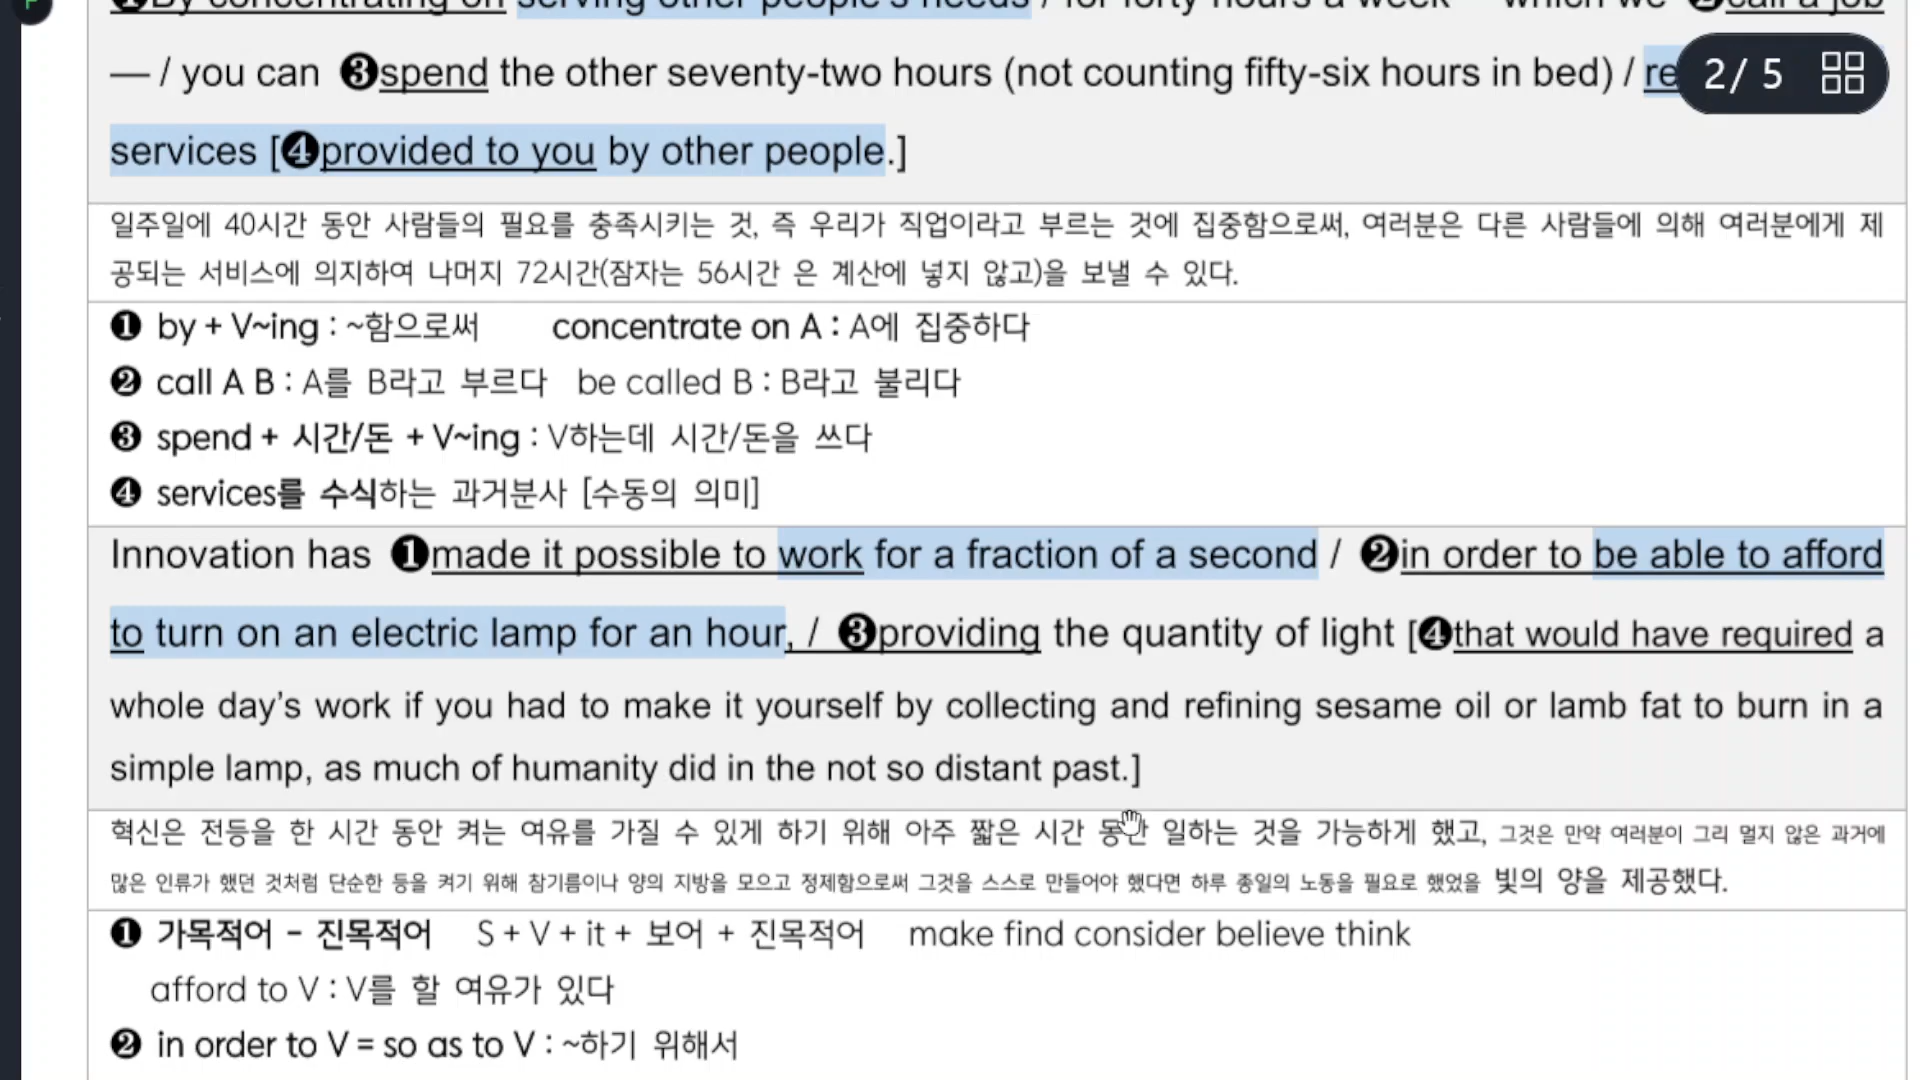 ❶By concentrating on serving other people's needs / for forty hours a week — which we ❷call a job
— / you can ❸spend the other seventy-two hours (not counting fifty-six hours in bed) / re
2/ 5
services [❹provided to you by other people.]
일주일에 40시간 동안 사람들의 필요를 충족시키는 것, 즉 우리가 직업이라고 부르는 것에 집중함으로써, 여러분은 다른 사람들에 의해 여러분에게 제
공되는 서비스에 의지하여 나머지 72시간(잠자는 56시간 은 계산에 넣지 않고)을 보낼 수 있다.
❶ by + V~ing : ~함으로써 concentrate on A : A에 집중하다
❷ call A B : A를 B라고 부르다 be called B : B라고 불리다
❸ spend + 시간/돈 + V~ing : V하는데 시간/돈을 쓰다
❹ services를 수식하는 과거분사 [수동의 의미]
Innovation has ❶made it possible to work for a fraction of a second / ❷in order to be able to afford
to turn on an electric lamp for an hour, / ❸providing the quantity of light [❹that would have required a
whole day's work if you had to make it yourself by collecting and refining sesame oil or lamb fat to burn in a
simple lamp, as much of humanity did in the not so distant past.]
혁신은 전등을 한 시간 동안 켜는 여유를 가질 수 있게 하기 위해 아주 짧은 시간 동안 일하는 것을 가능하게 했고, 그것은 만약 여러분이 그리 멀지 않은 과거에
많은 인류가 했던 것처럼 단순한 등을 켜기 위해 참기름이나 양의 지방을 모으고 정제함으로써 그것을 스스로 만들어야 했다면 하루 종일의 노동을 필요로 했었을 빛의 양을 제공했다.
❶ 가목적어 - 진목적어 S + V + it + 보어 + 진목적어 make find consider believe think
afford to V : V를 할 여유가 있다
❷ in order to V = so as to V : ~하기 위해서